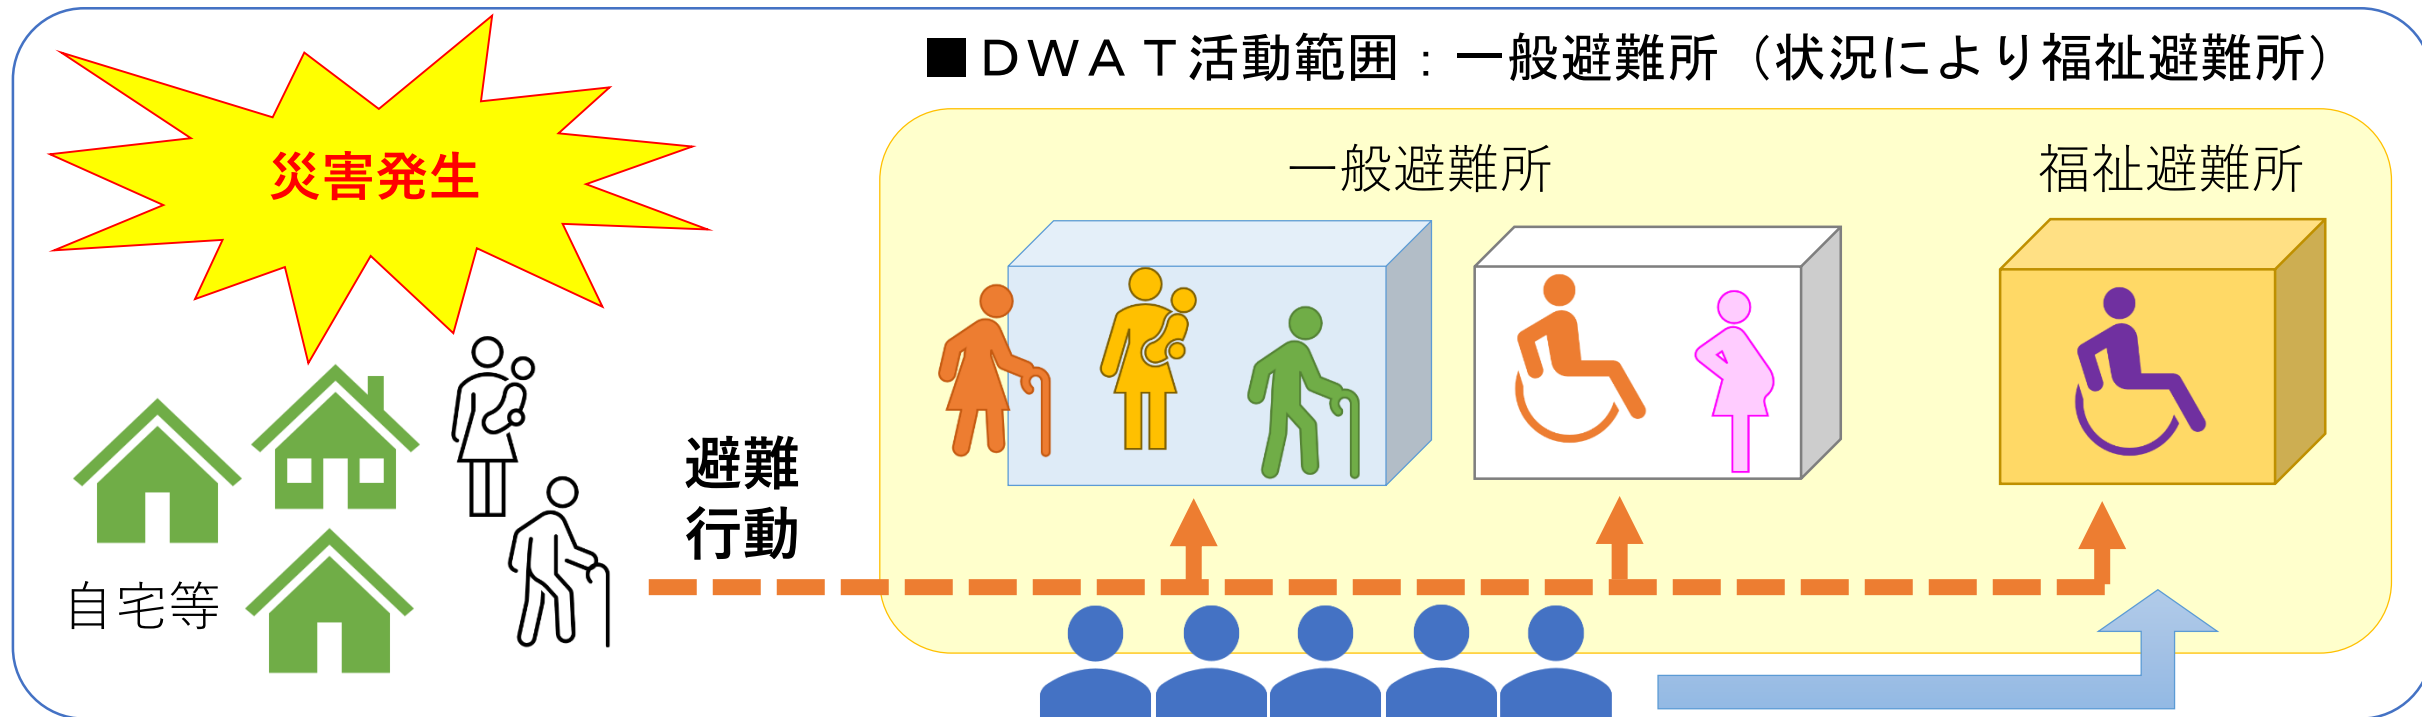 ■ＤＷＡＴ活動範囲：一般避難所（状況により福祉避難所）
災害発生
一般避難所
福祉避難所
避難
行動
自宅等